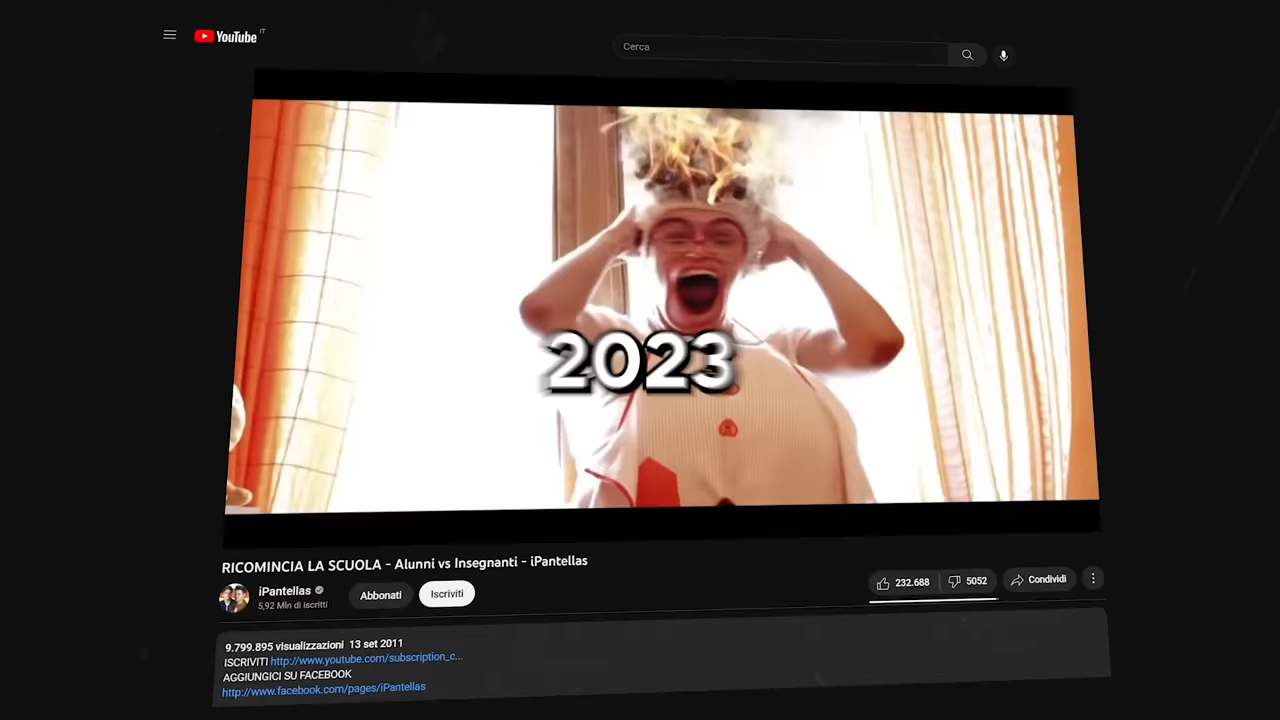 YouTube IT
Cerca
2023
RICOMINCIA LA SCUOLA - Alunni vs Insegnanti - iPantellas
iPantellas
5,92 Mln di iscritti
Abbonati
Iscriviti
232.688
5052
Condividi
9.799.895 visualizzazioni 13 set 2011
ISCRIVITI http://www.youtube.com/subscription_c...
AGGIUNGICI SU FACEBOOK
http://www.facebook.com/pages/iPantellas